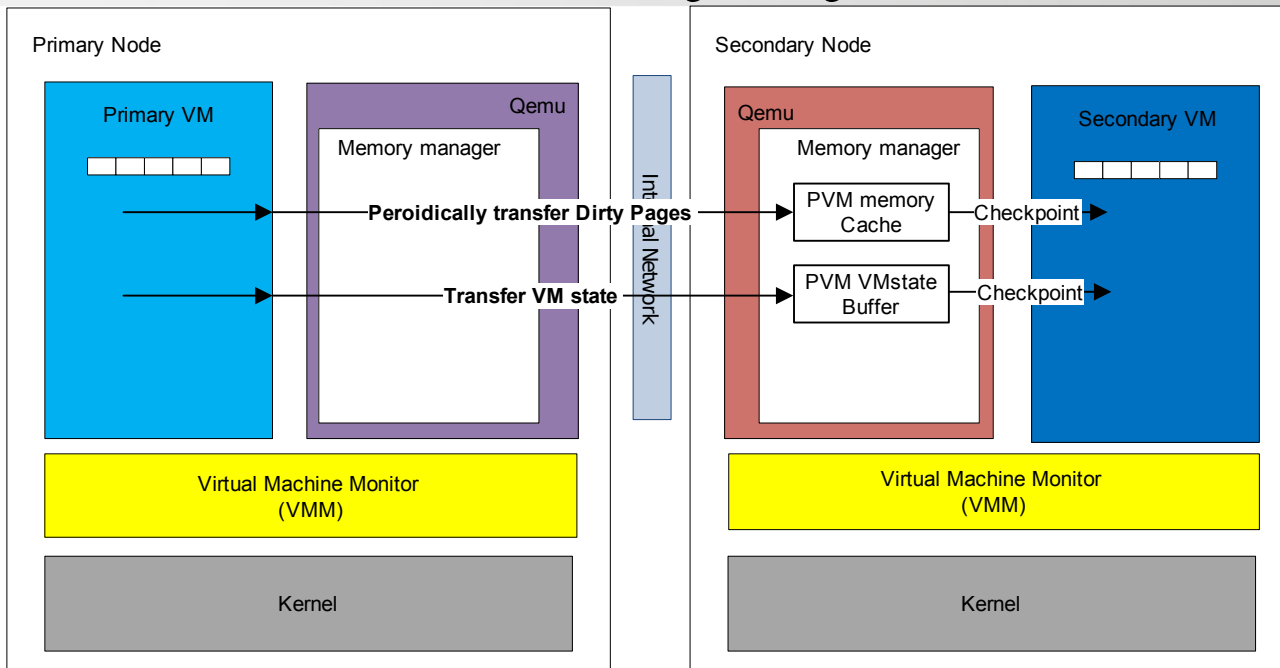 Primary Node
Secondary Node
Primary VM
Qemu
Memory manager
Qemu
Memory manager
Secondary VM
Peroidically transfer Dirty Pages
PVM memory
Cache
Checkpoint
Transfer VM state
PVM VMstate
Buffer
Checkpoint
Network
Virtual Machine Monitor
(VMM)
Virtual Machine Monitor
(VMM)
Kernel
Kernel